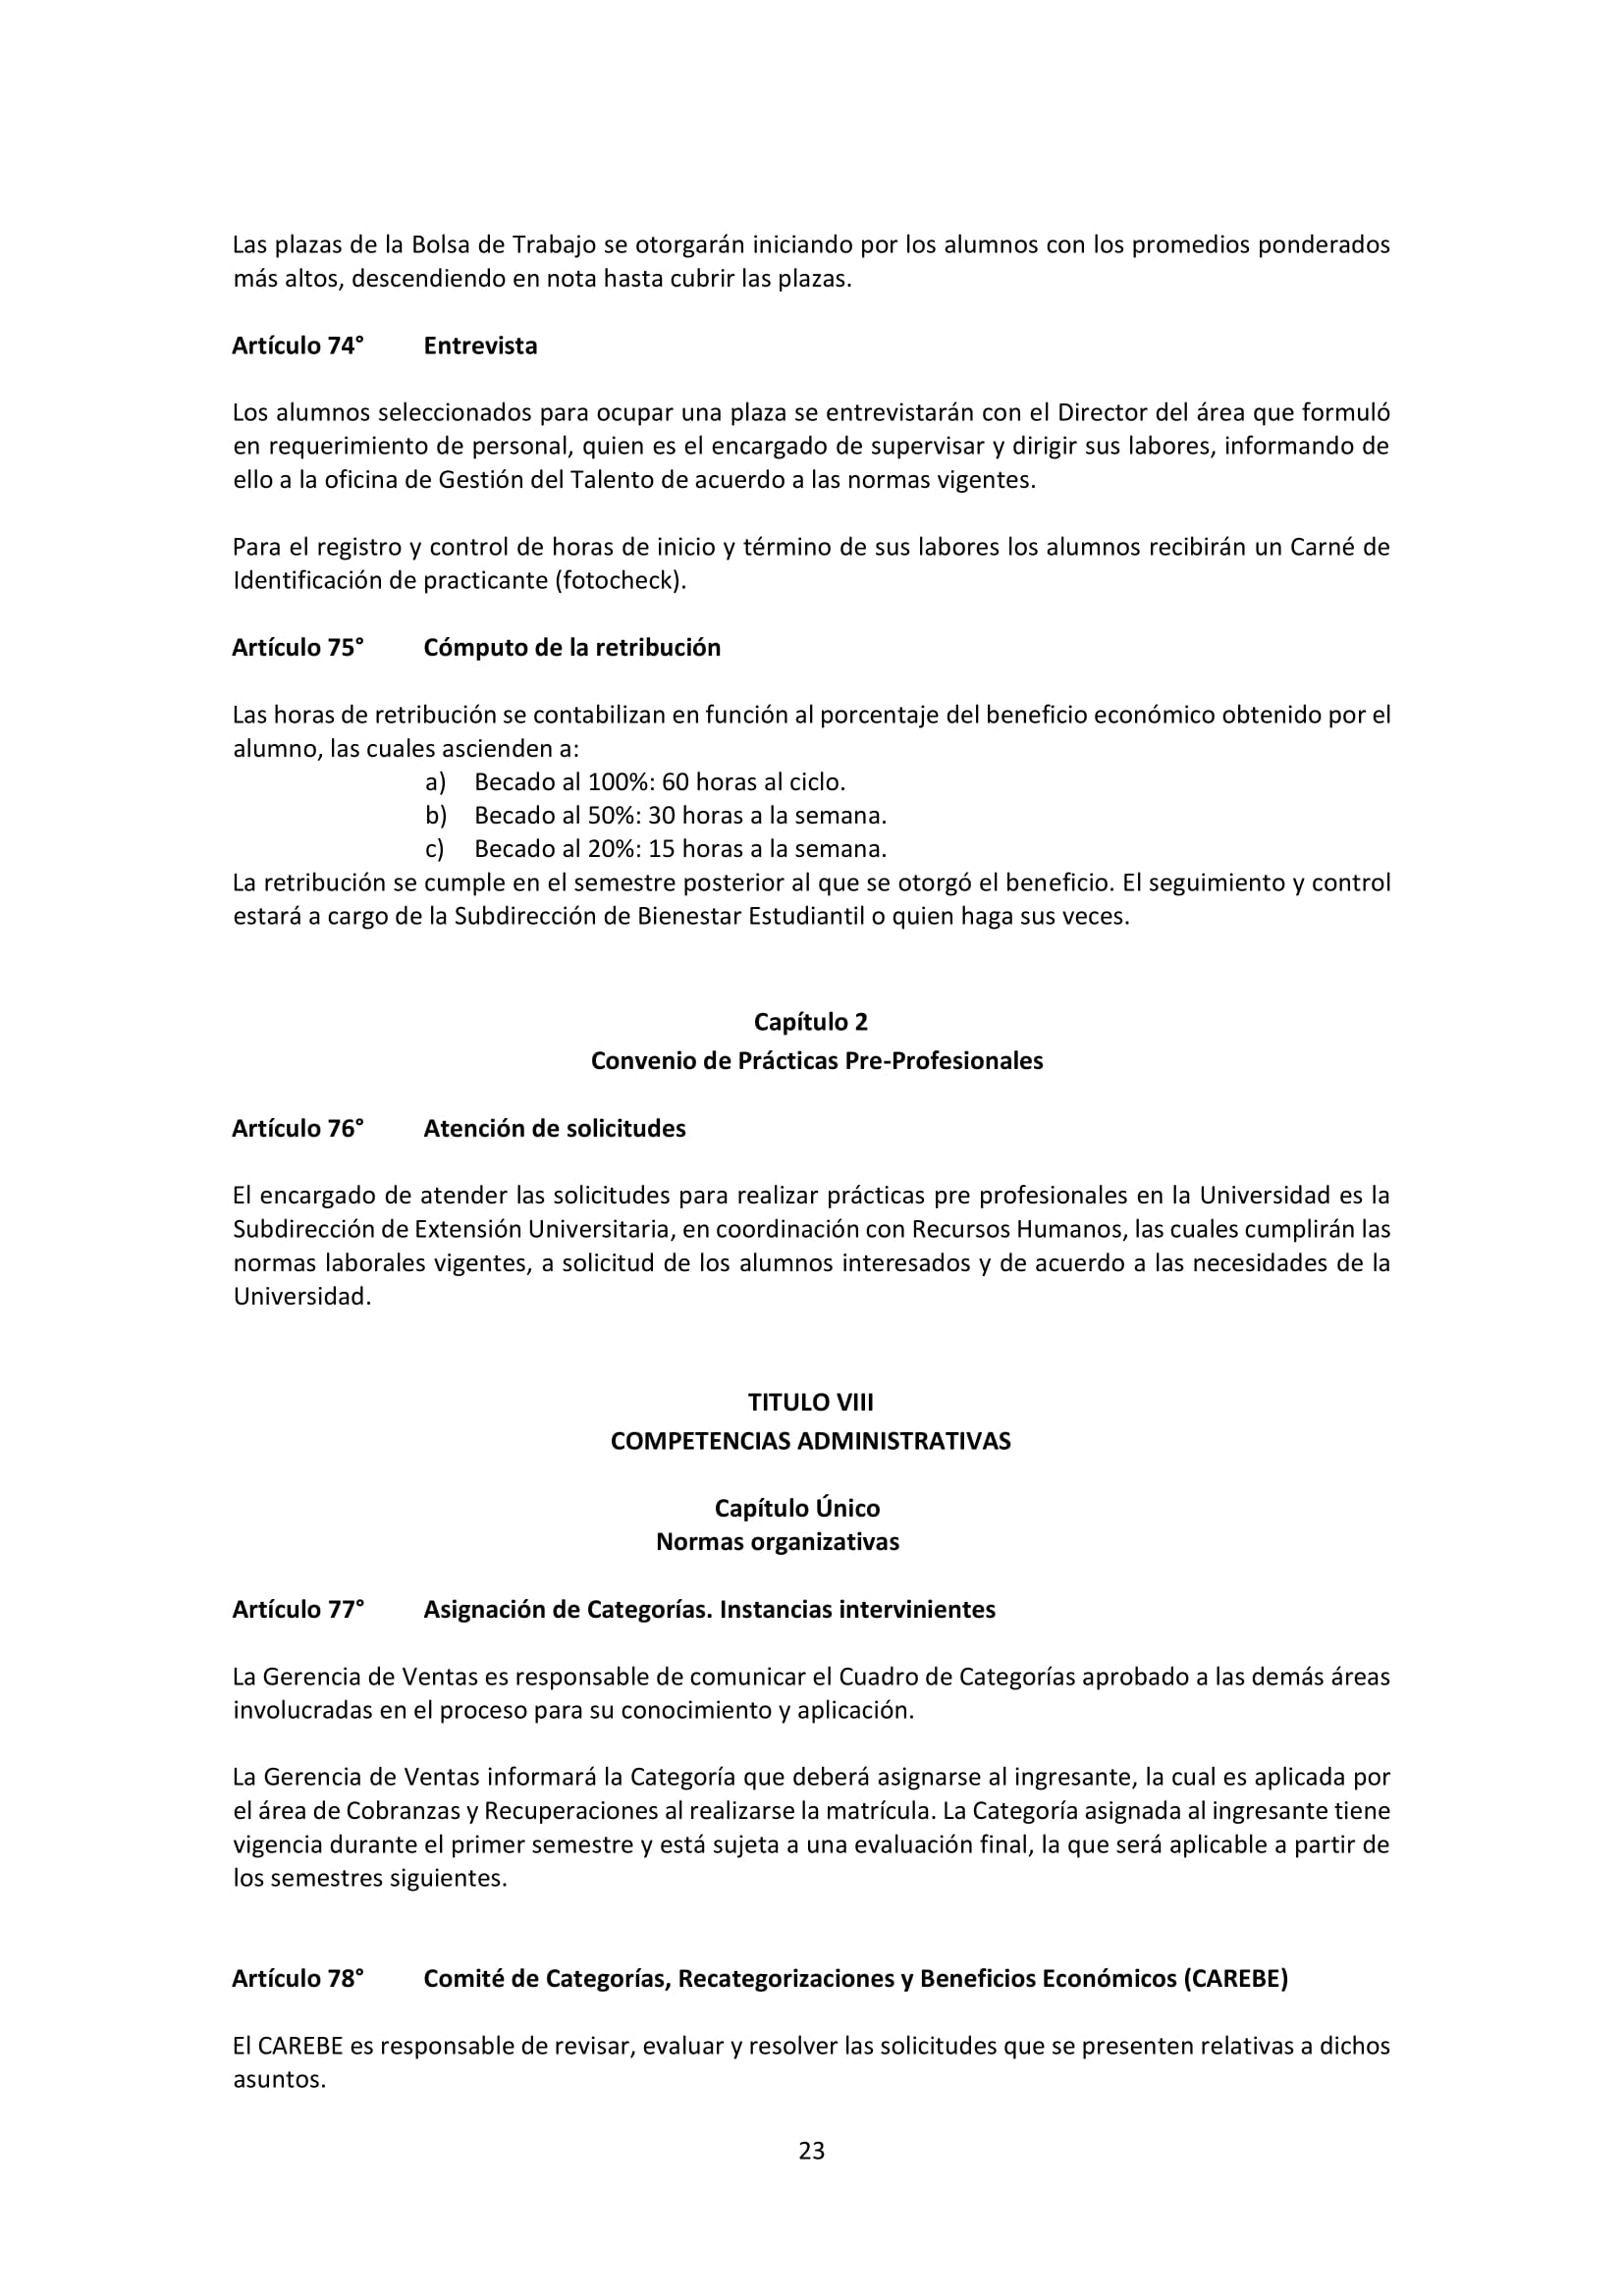 Las plazas de la Bolsa de Trabajo se otorgarán iniciando por los alumnos con los promedios ponderados
más altos, descendiendo en nota hasta cubrir las plazas.
Artículo 74° Entrevista
Los alumnos seleccionados para ocupar una plaza se entrevistarán con el Director del área que formuló
en requerimiento de personal, quien es el encargado de supervisar y dirigir sus labores, informando de
ello a la oficina de Gestión del Talento de acuerdo a las normas vigentes.
Para el registro y control de horas de inicio y término de sus labores los alumnos recibirán un Carné de
Identificación de practicante (fotocheck).
Artículo 75° Cómputo de la retribución
Las horas de retribución se contabilizan en función al porcentaje del beneficio económico obtenido por el
alumno, las cuales ascienden a:
a) Becado al 100%: 60 horas al ciclo.
b) Becado al 50%: 30 horas a la semana.
c) Becado al 20%: 15 horas a la semana.
La retribución se cumple en el semestre posterior al que se otorgó el beneficio. El seguimiento y control
estará a cargo de la Subdirección de Bienestar Estudiantil o quien haga sus veces.
Capítulo 2
Convenio de Prácticas Pre-Profesionales
Artículo 76° Atención de solicitudes
El encargado de atender las solicitudes para realizar prácticas pre profesionales en la Universidad es la
Subdirección de Extensión Universitaria, en coordinación con Recursos Humanos, las cuales cumplirán las
normas laborales vigentes, a solicitud de los alumnos interesados y de acuerdo a las necesidades de la
Universidad.
TITULO VIII
COMPETENCIAS ADMINISTRATIVAS
Capítulo Único
Normas organizativas
Artículo 77° Asignación de Categorías. Instancias intervinientes
La Gerencia de Ventas es responsable de comunicar el Cuadro de Categorías aprobado a las demás áreas
involucradas en el proceso para su conocimiento y aplicación.
La Gerencia de Ventas informará la Categoría que deberá asignarse al ingresante, la cual es aplicada por
el área de Cobranzas y Recuperaciones al realizarse la matrícula. La Categoría asignada al ingresante tiene
vigencia durante el primer semestre y está sujeta a una evaluación final, la que será aplicable a partir de
los semestres siguientes.
Artículo 78° Comité de Categorías, Recategorizaciones y Beneficios Económicos (CAREBE)
El CAREBE es responsable de revisar, evaluar y resolver las solicitudes que se presenten relativas a dichos
asuntos.
23